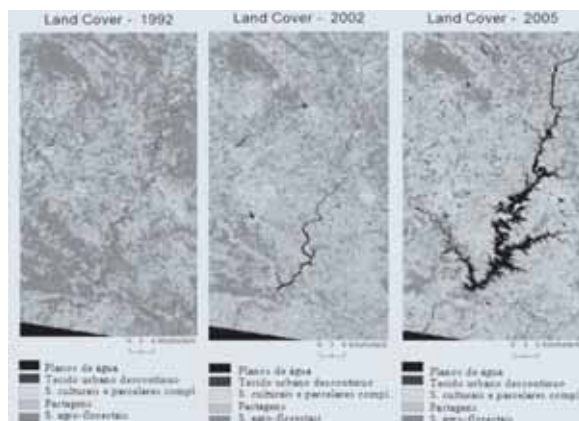 Land Cover - 1992
Land Cover - 2002
Land Cover - 2005
Planos de água
Tecido urbano descontínuo
S. culturais e parcelares compl.
Pastagens
S. agro-florestais
Planos de água
Tecido urbano descontínuo
S. culturais e parcelares compl.
Pastagens
S. agro-florestais
Planos de água
Tecido urbano descontínuo
S. culturais e parcelares compl.
Pastagens
S. agro-florestais